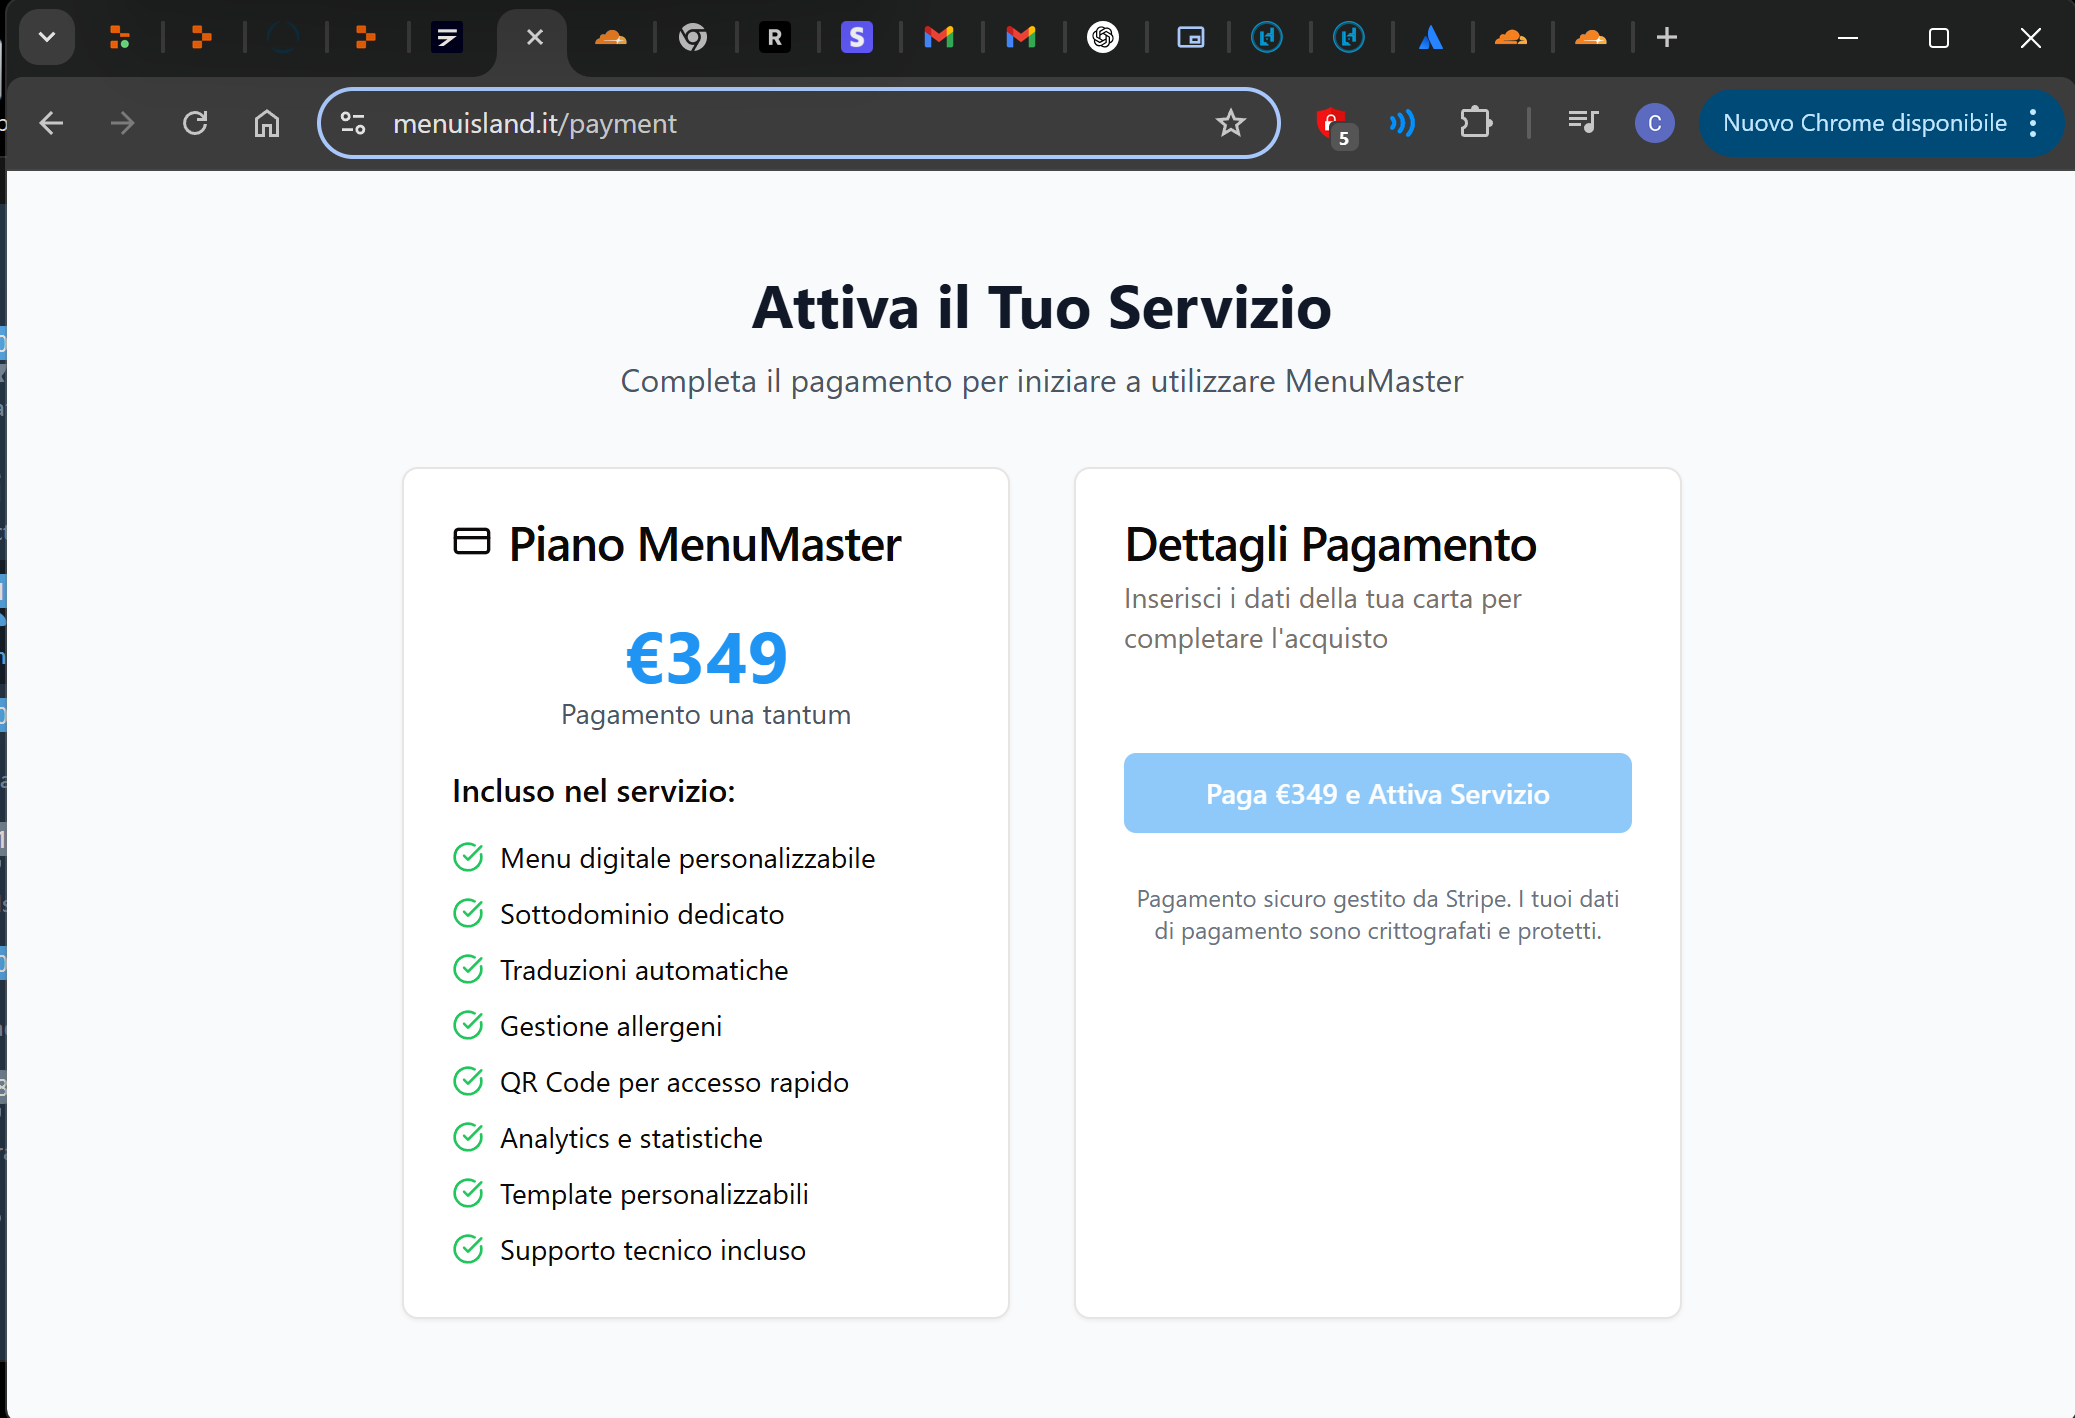 menuisland.it/payment
5
C
Nuovo Chrome disponibile
R
S
Attiva il Tuo Servizio
Completa il pagamento per iniziare a utilizzare MenuMaster
Piano MenuMaster
€349
Pagamento una tantum
Incluso nel servizio:
Menu digitale personalizzabile
Sottodominio dedicato
Traduzioni automatiche
Gestione allergeni
QR Code per accesso rapido
Analytics e statistiche
Template personalizzabili
Supporto tecnico incluso
Dettagli Pagamento
Inserisci i dati della tua carta per
completare l'acquisto
Paga €349 e Attiva Servizio
Pagamento sicuro gestito da Stripe. I tuoi dati
di pagamento sono crittografati e protetti.